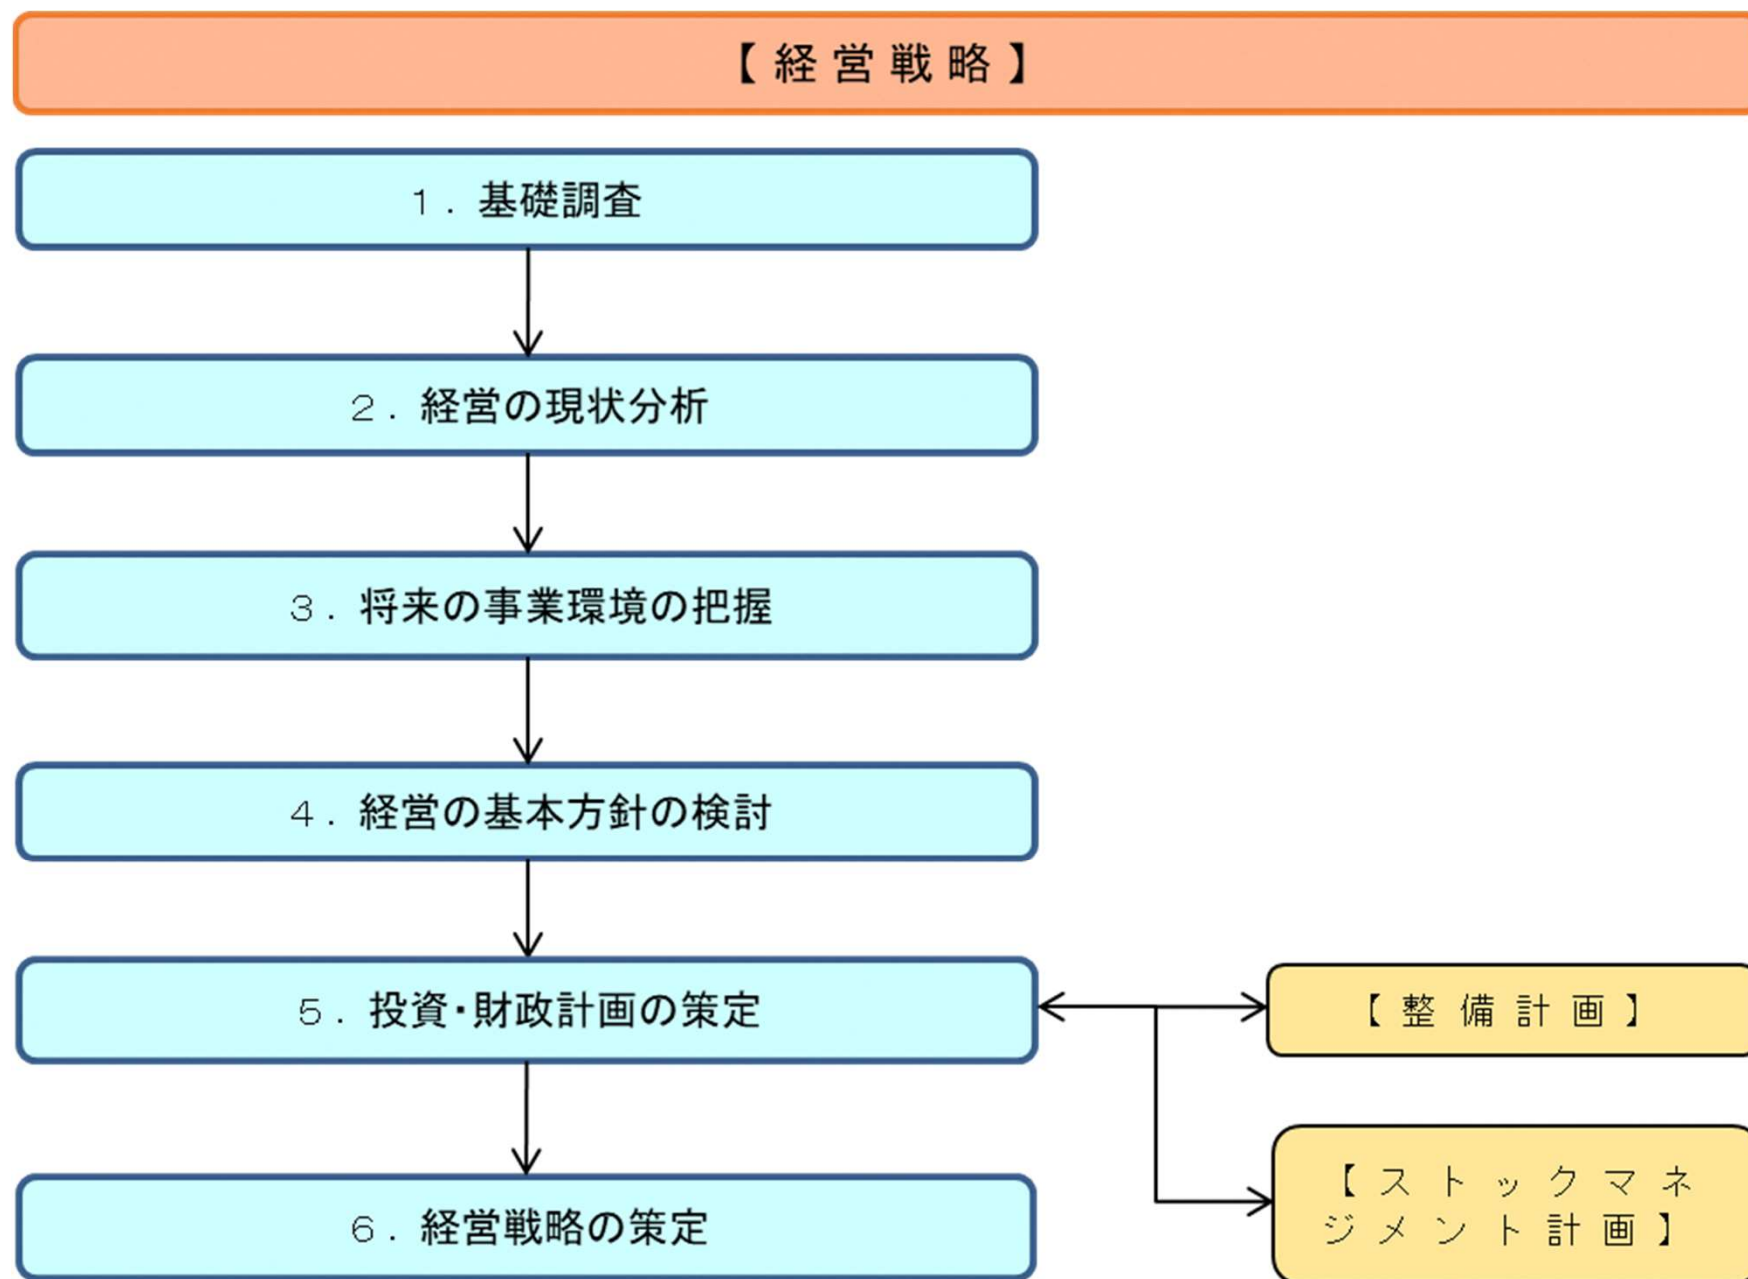 【経営戦略】
１．基礎調査
２．経営の現状分析
３．将来の事業環境の把握
４．経営の基本方針の検討
５．投資・財政計画の策定
【整備計画】
６．経営戦略の策定
【ストックマネ
ジメント計画】